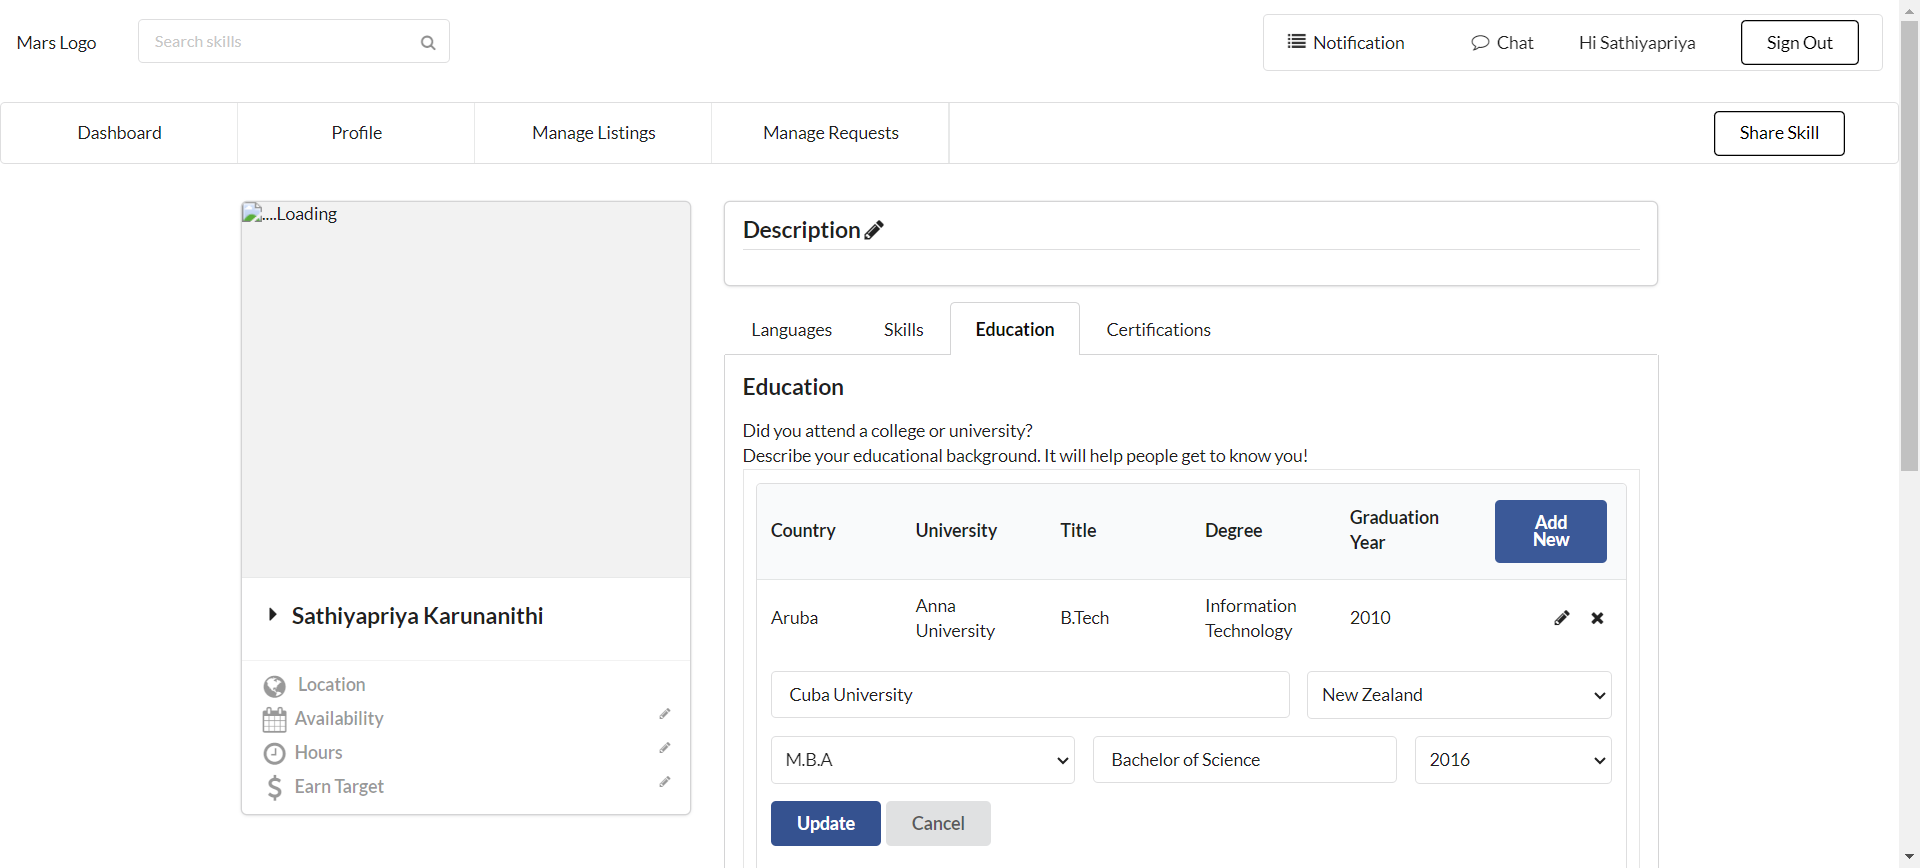 Mars Logo
Search skills
Notification
Chat
Hi Sathiyapriya
Sign Out
Dashboard
Profile
Manage Listings
Manage Requests
Share Skill
....Loading
Sathiyapriya Karunanithi
Location
Availability
Hours
Earn Target
Description
Languages
Skills
Education
Certifications
Education
Did you attend a college or university?
Describe your educational background. It will help people get to know you!
Country
University
Title
Degree
Graduation
Year
Add
New
Aruba
Anna
University
B.Tech
Information
Technology
2010
Cuba University
New Zealand
M.B.A
Bachelor of Science
2016
Update
Cancel